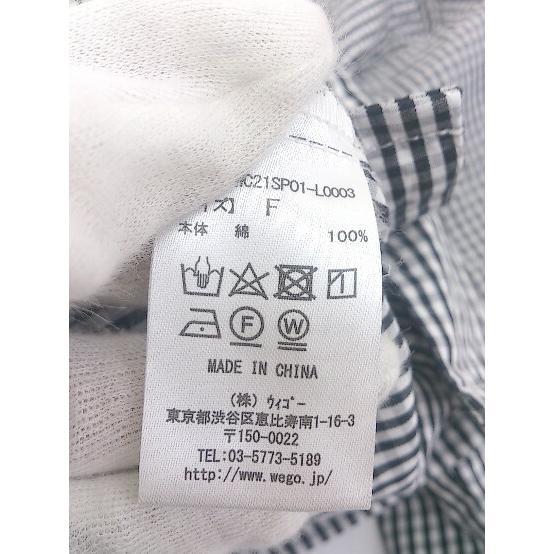 C21SP01-L0003
イズ】 F
本体 綿 100%
F W
MADE IN CHINA
(株) ウィゴー
東京都渋谷区恵比寿南1-16-3
〒150-0022
TEL:03-5773-5189
http://www.wego.jp/